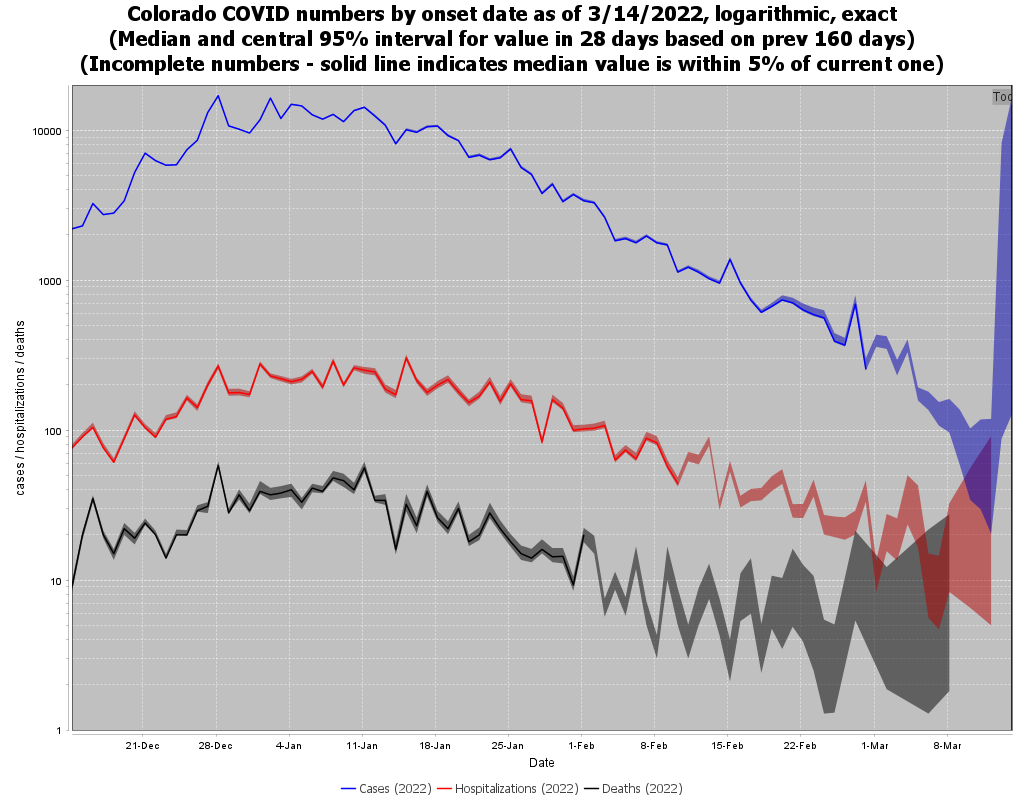 Colorado COVID numbers by onset date as of 3/14/2022, logarithmic, exact
(Median and central 95% interval for value in 28 days based on prev 160 days)
(Incomplete numbers - solid line indicates median value is within 5% of current one)
Too
cases / hospitalizations / deaths
10000
1000
100
10
1
21-Dec 28-Dec 4-Jan 11-Jan 18-Jan 25-Jan 1-Feb 8-Feb 15-Feb 22-Feb 1-Mar 8-Mar
Date
Cases (2022) Hospitalizations (2022) Deaths (2022)